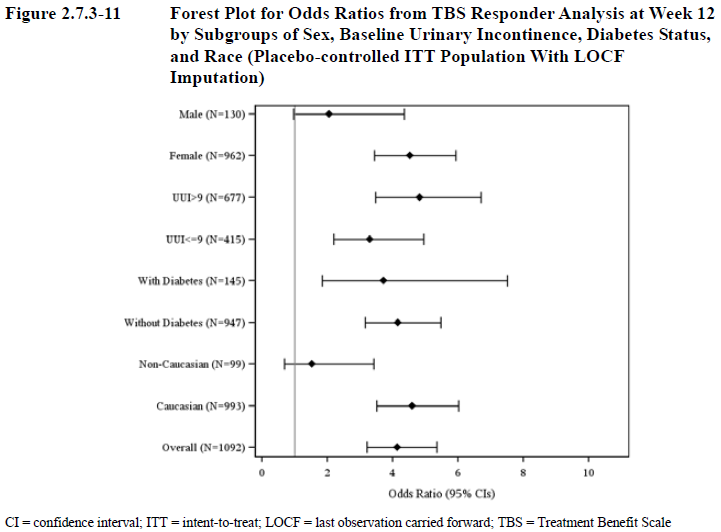 Figure 2.7.3-11 Forest Plot for Odds Ratios from TBS Responder Analysis at Week 12
by Subgroups of Sex, Baseline Urinary Incontinence, Diabetes Status,
and Race (Placebo-controlled ITT Population With LOCF
Imputation)
Male (N=130)
Female (N=962)
UUI>9 (N=677)
UUI<=9 (N=415)
With Diabetes (N=145)
Without Diabetes (N=947)
Non-Caucasian (N=99)
Caucasian (N=993)
Overall (N=1092)
0 2 4 6 8 10
Odds Ratio (95% CIs)
CI = confidence interval; ITT = intent-to-treat; LOCF = last observation carried forward; TBS = Treatment Benefit Scale